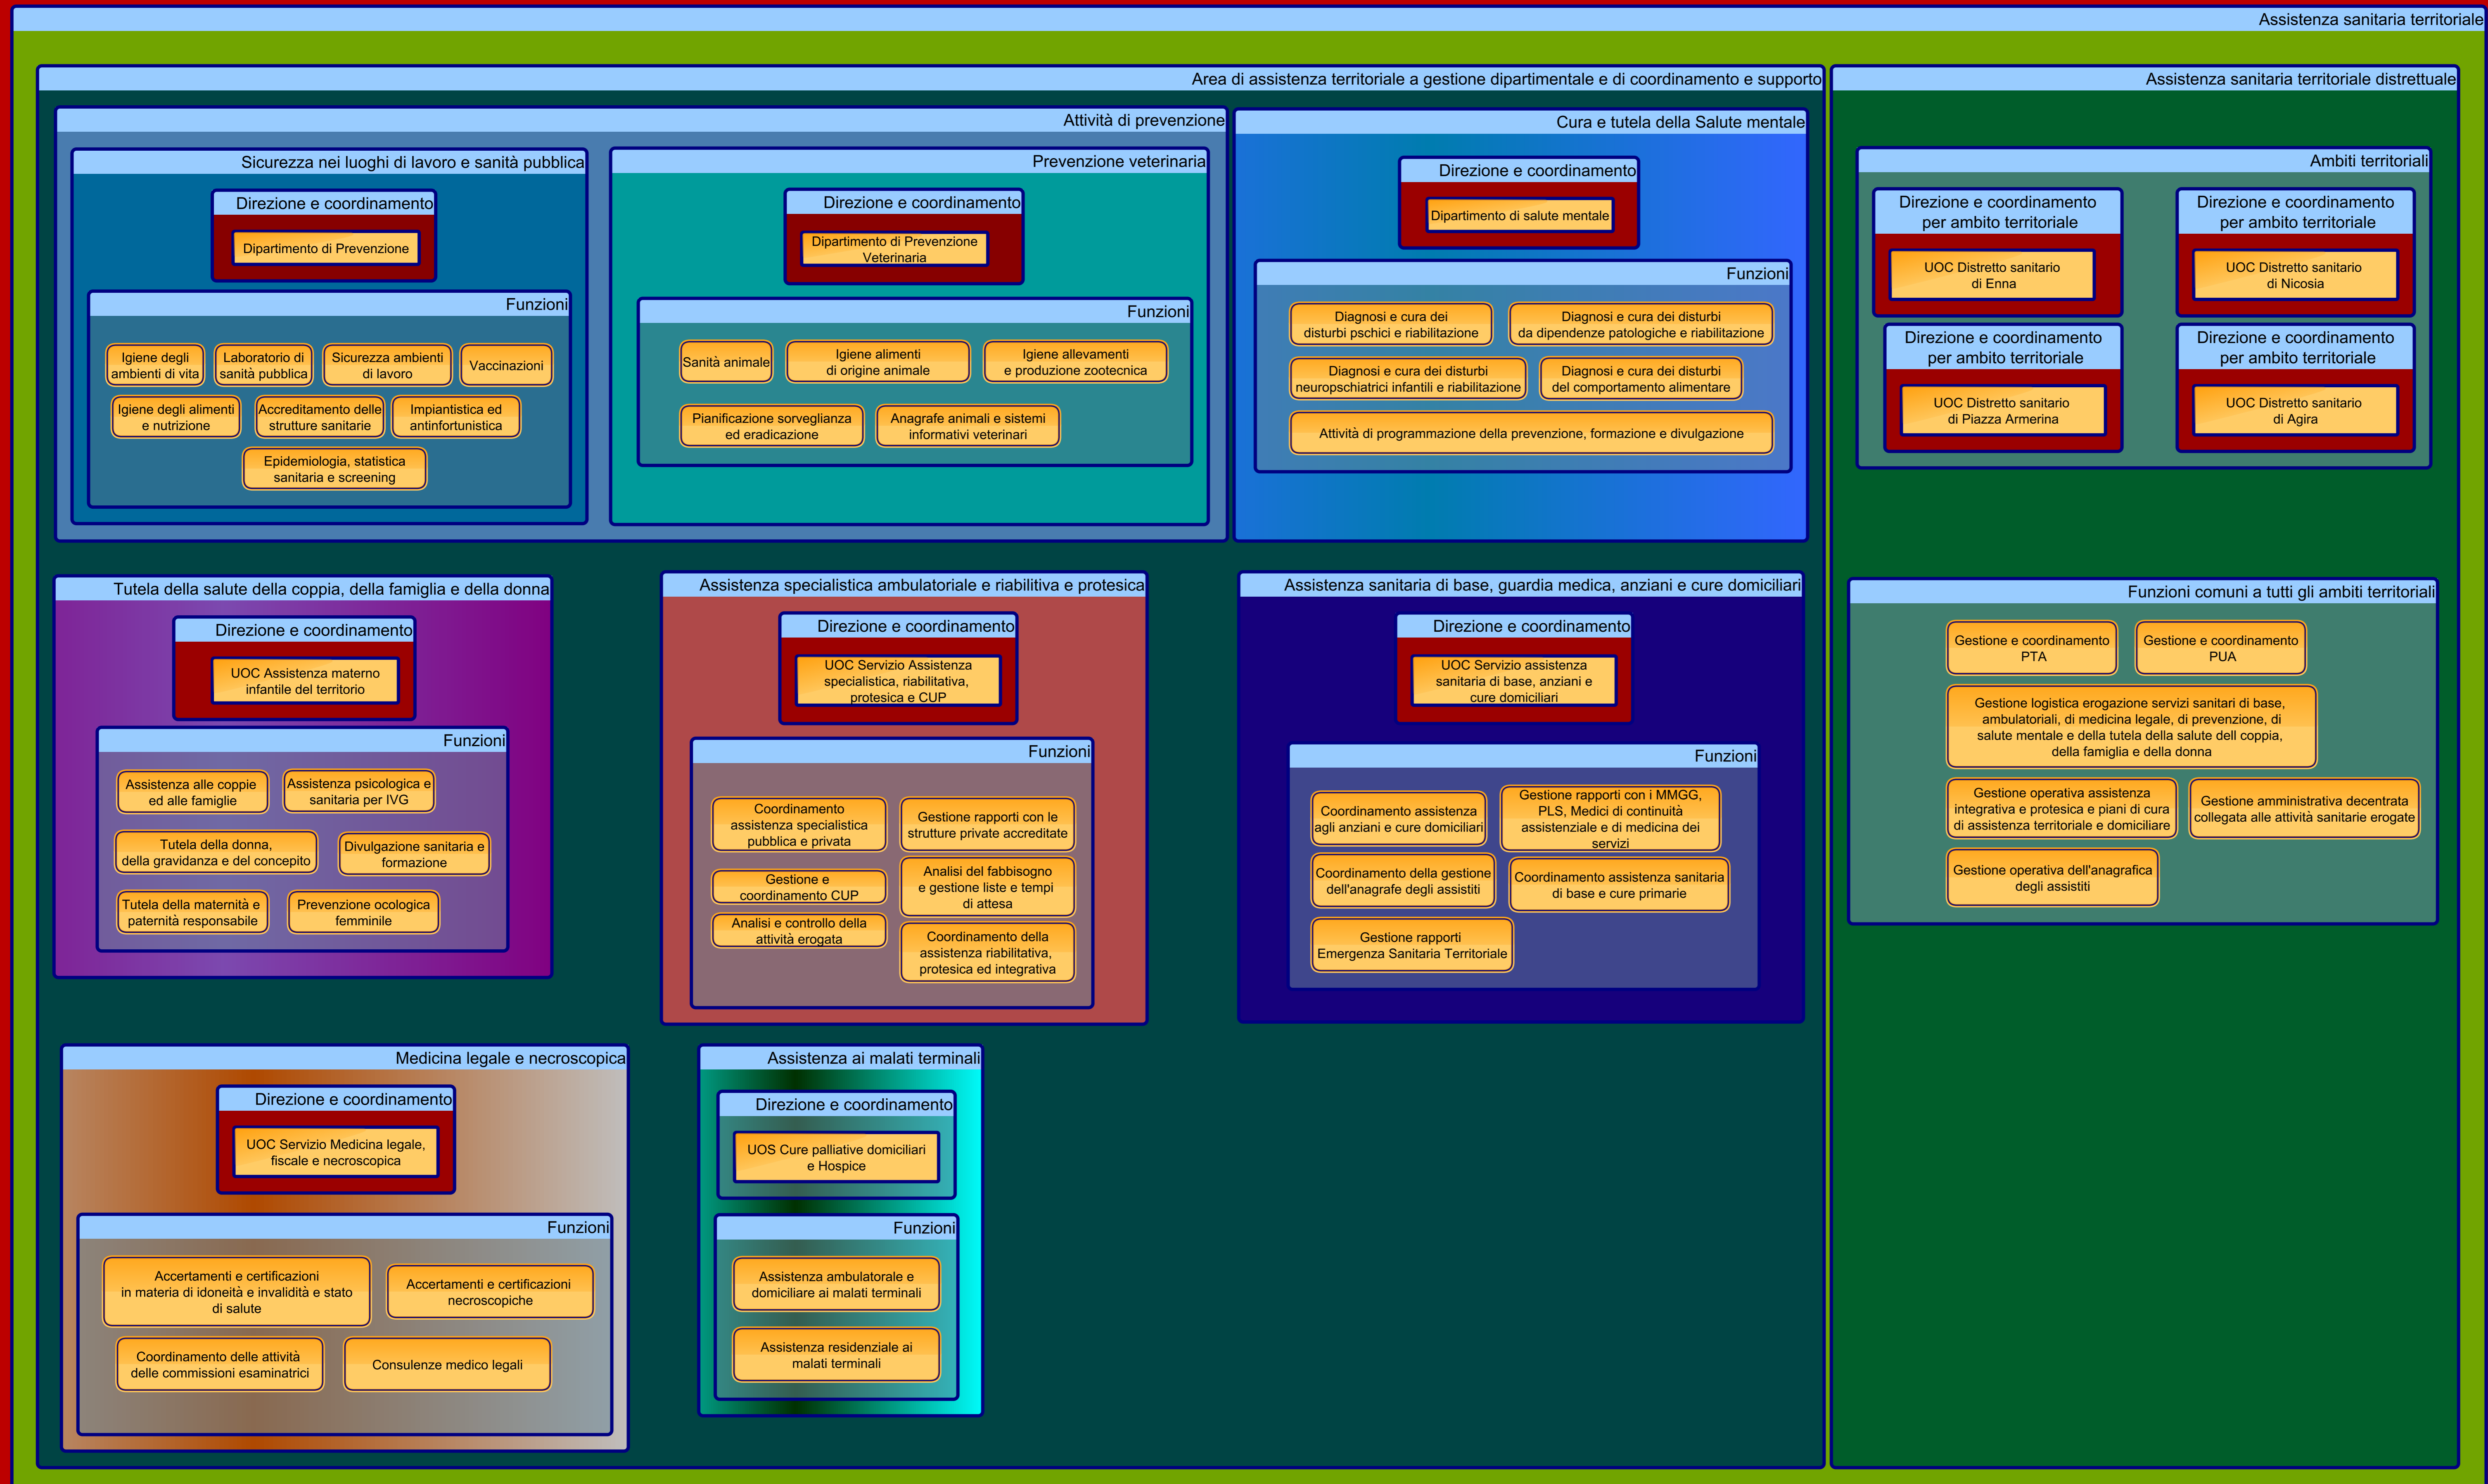 Assistenza sanitaria territoriale
Area di assistenza territoriale a gestione dipartimentale e di coordinamento e supporto
Attività di prevenzione
Sicurezza nei luoghi di lavoro e sanità pubblica
Direzione e coordinamento
Dipartimento di Prevenzione
Funzioni
Igiene degli
ambienti di vita
Laboratorio di
sanità pubblica
Sicurezza ambienti
di lavoro
Vaccinazioni
Igiene degli alimenti
e nutrizione
Accreditamento delle
strutture sanitarie
Impiantistica ed
antinfortunistica
Epidemiologia, statistica
sanitaria e screening
Prevenzione veterinaria
Direzione e coordinamento
Dipartimento di Prevenzione
Veterinaria
Funzioni
Sanità animale
Igiene alimenti
di origine animale
Igiene allevamenti
e produzione zootecnica
Pianificazione sorveglianza
ed eradicazione
Anagrafe animali e sistemi
informativi veterinari
Cura e tutela della Salute mentale
Direzione e coordinamento
Dipartimento di salute mentale
Funzioni
Diagnosi e cura dei
disturbi pschici e riabilitazione
Diagnosi e cura dei disturbi
da dipendenze patologiche e riabilitazione
Diagnosi e cura dei disturbi
neuropschiatrici infantili e riabilitazione
Diagnosi e cura dei disturbi
del comportamento alimentare
Attività di programmazione della prevenzione, formazione e divulgazione
Tutela della salute della coppia, della famiglia e della donna
Direzione e coordinamento
UOC Assistenza materno
infantile del territorio
Funzioni
Assistenza alle coppie
ed alle famiglie
Assistenza psicologica e
sanitaria per IVG
Tutela della donna,
della gravidanza e del concepito
Divulgazione sanitaria e
formazione
Tutela della maternità e
paternità responsabile
Prevenzione ocologica
femminile
Assistenza specialistica ambulatoriale e riabilitiva e protesica
Direzione e coordinamento
UOC Servizio Assistenza
specialistica, riabilitativa,
protesica e CUP
Funzioni
Coordinamento
assistenza specialistica
pubblica e privata
Gestione rapporti con le
strutture private accreditate
Gestione e
coordinamento CUP
Analisi del fabbisogno
e gestione liste e tempi
di attesa
Analisi e controllo della
attività erogata
Coordinamento della
assistenza riabilitativa,
protesica ed integrativa
Assistenza sanitaria di base, guardia medica, anziani e cure domiciliari
Direzione e coordinamento
UOC Servizio assistenza
sanitaria di base, anziani e
cure domiciliari
Funzioni
Coordinamento assistenza
agli anziani e cure domiciliari
Gestione rapporti con i MMGG,
PLS, Medici di continuità
assistenziale e di medicina dei
servizi
Coordinamento della gestione
dell'anagrafe degli assistiti
Coordinamento assistenza sanitaria
di base e cure primarie
Gestione rapporti
Emergenza Sanitaria Territoriale
Medicina legale e necroscopica
Direzione e coordinamento
UOC Servizio Medicina legale,
fiscale e necroscopica
Funzioni
Accertamenti e certificazioni
in materia di idoneità e invalidità e stato
di salute
Accertamenti e certificazioni
necroscopiche
Coordinamento delle attività
delle commissioni esaminatrici
Consulenze medico legali
Assistenza ai malati terminali
Direzione e coordinamento
UOS Cure palliative domiciliari
e Hospice
Funzioni
Assistenza ambulatorale e
domiciliare ai malati terminali
Assistenza residenziale ai
malati terminali
Assistenza sanitaria territoriale distrettuale
Ambiti territoriali
Direzione e coordinamento
per ambito territoriale
UOC Distretto sanitario
di Enna
Direzione e coordinamento
per ambito territoriale
UOC Distretto sanitario
di Nicosia
Direzione e coordinamento
per ambito territoriale
UOC Distretto sanitario
di Piazza Armerina
Direzione e coordinamento
per ambito territoriale
UOC Distretto sanitario
di Agira
Funzioni comuni a tutti gli ambiti territoriali
Gestione e coordinamento
PTA
Gestione e coordinamento
PUA
Gestione logistica erogazione servizi sanitari di base,
ambulatoriali, di medicina legale, di prevenzione, di
salute mentale e della tutela della salute dell coppia,
della famiglia e della donna
Gestione operativa assistenza
integrativa e protesica e piani di cura
di assistenza territoriale e domiciliare
Gestione amministrativa decentrata
collegata alle attività sanitarie erogate
Gestione operativa dell'anagrafica
degli assistiti